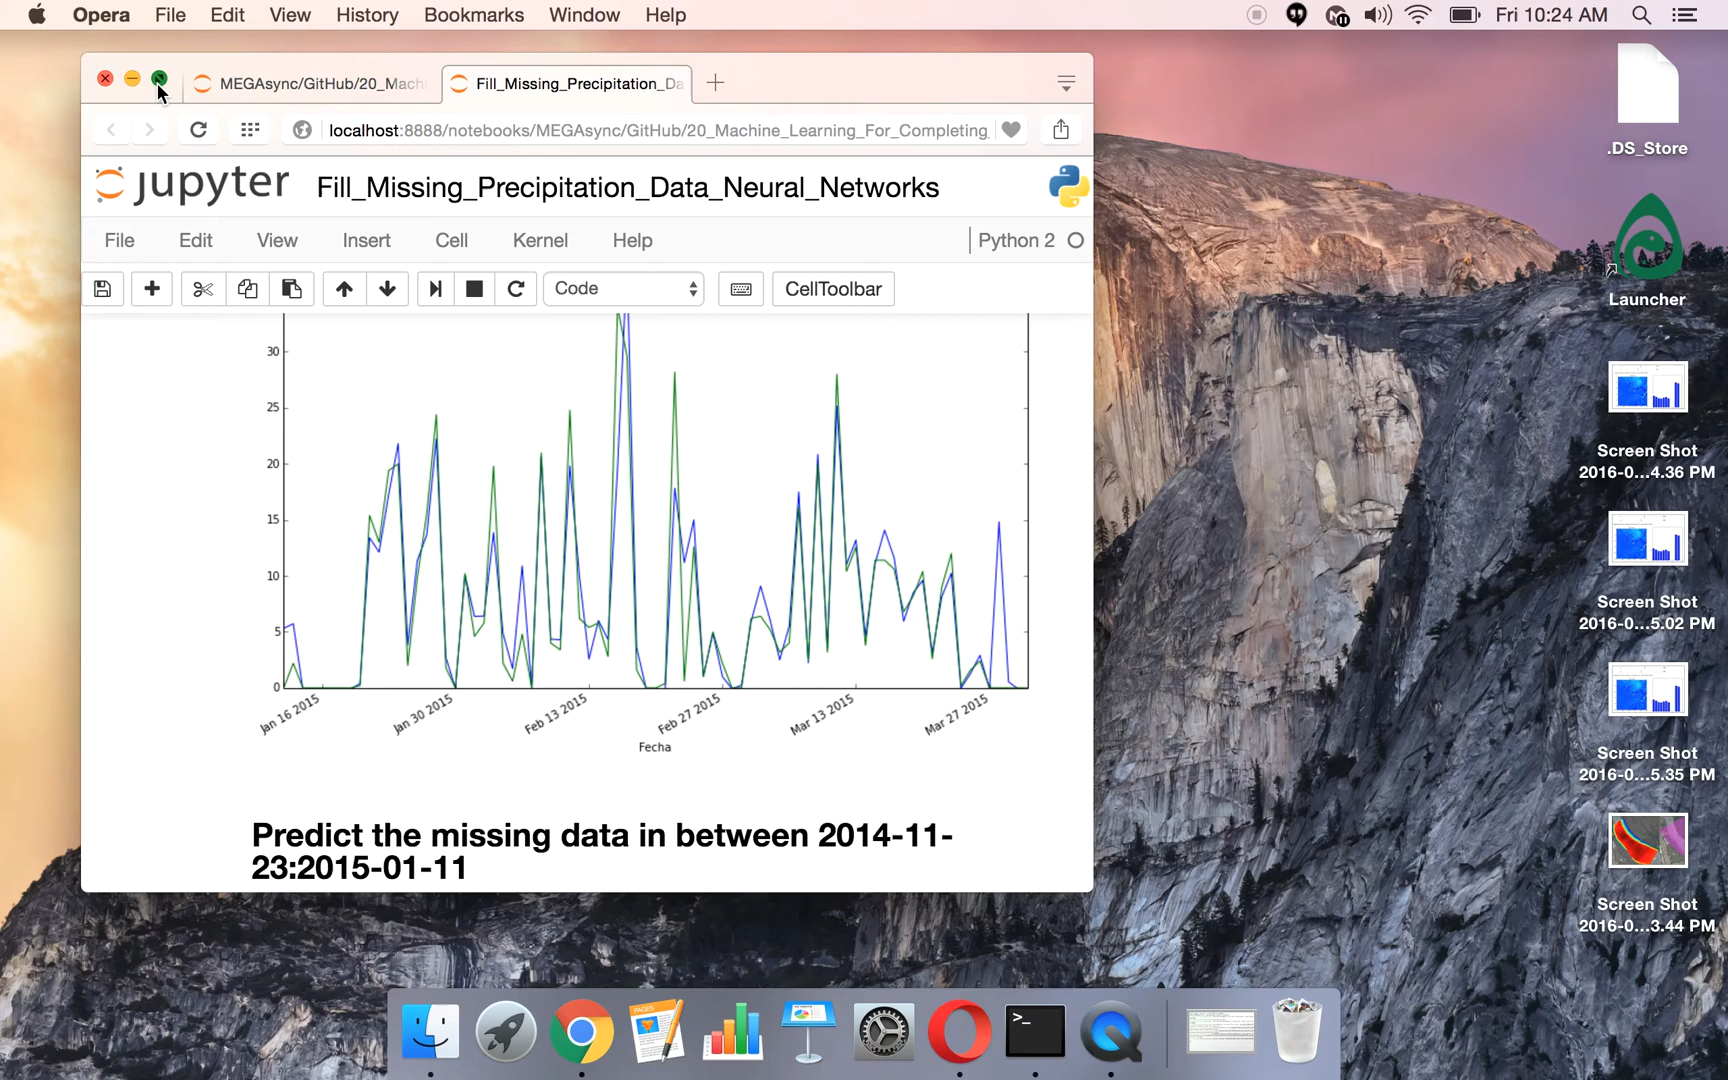 Opera File Edit View History Bookmarks Window Help
Fri 10:24 AM
MEGAsync/GitHub/20_Machi
Fill_Missing_Precipitation_Da
localhost:8888/notebooks/MEGAsync/GitHub/20_Machine_Learning_For_Completing_
jupyter Fill_Missing_Precipitation_Data_Neural_Networks
File Edit View Insert Cell Kernel Help
Python 2
Code
CellToolbar
30
25
20
15
10
5
0
Jan 16 2015
Jan 30 2015
Feb 13 2015
Feb 27 2015
Mar 13 2015
Mar 27 2015
Fecha
Predict the missing data in between 2014-11-
23:2015-01-11
.DS_Store
Launcher
Screen Shot
2016-0...4.36 PM
Screen Shot
2016-0...5.02 PM
Screen Shot
2016-0...5.35 PM
Screen Shot
2016-0...3.44 PM
PAGES
>_